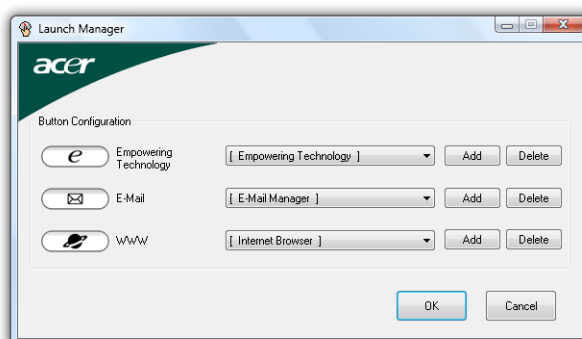 Launch Manager
acer
Button Configuration
e Empowering Technology [ Empowering Technology ] Add Delete
E-Mail [ E-Mail Manager ] Add Delete
WWW [ Internet Browser ] Add Delete
OK Cancel